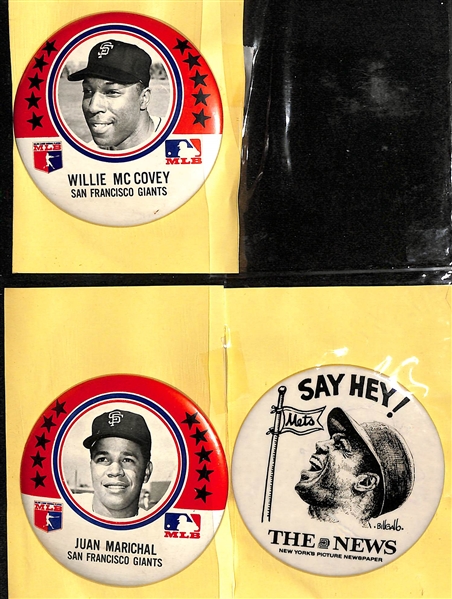 SF
MLB
MLB
WILLIE MC COVEY
SAN FRANCISCO GIANTS
SF
MLB
MLB
JUAN MARICHAL
SAN FRANCISCO GIANTS
SAY HEY!
Mets
THE NEWS
NEW YORK'S PICTURE NEWSPAPER